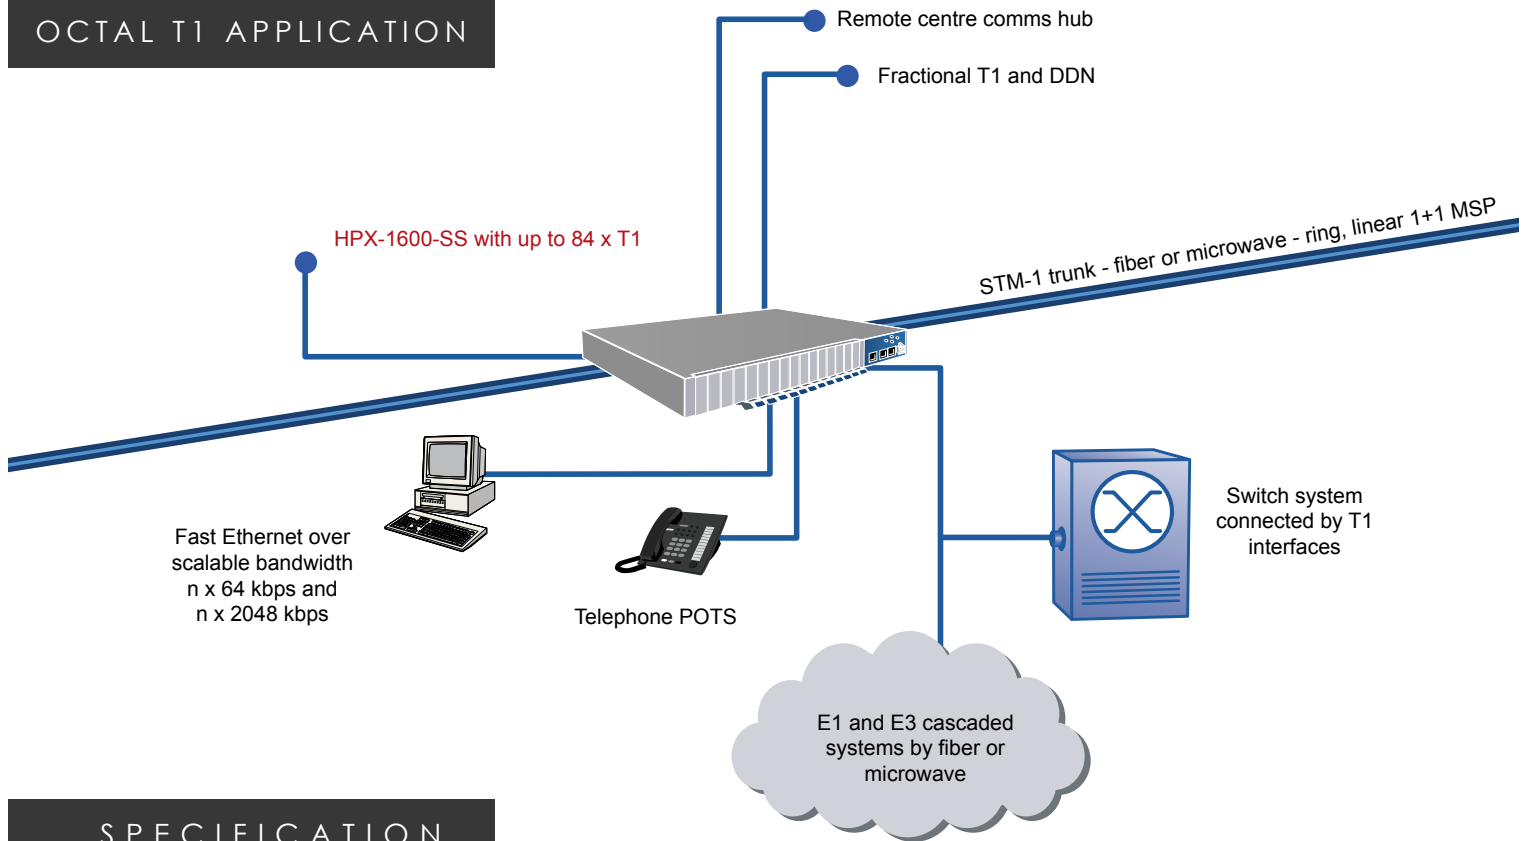 OCTAL T1 APPLICATION
Remote centre comms hub
Fractional T1 and DDN
HPX-1600-SS with up to 84 x T1
STM-1 trunk - fiber or microwave - ring, linear 1+1 MSP
Fast Ethernet over
scalable bandwidth
n x 64 kbps and
n x 2048 kbps
Telephone POTS
Switch system
connected by T1
interfaces
E1 and E3 cascaded
systems by fiber or
microwave
SPECIFICATION